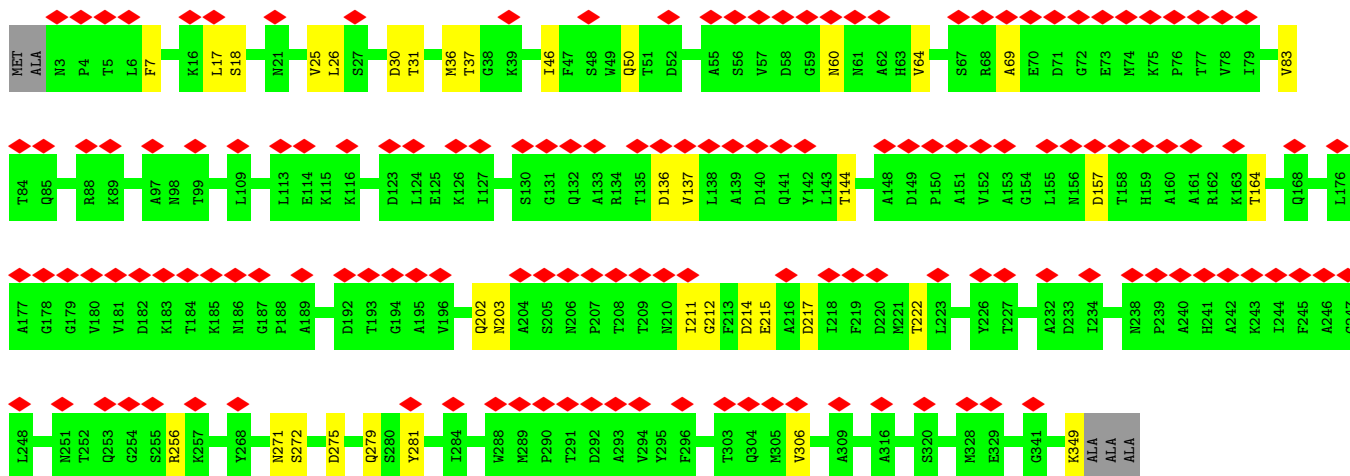 MET ALA N3 P4 T5 L6 F7 K16 L17 S18 N21 V25 L26 S27 D30 T31 M36 T37 G38 K39 I46 F47 S48 W49 Q50 T51 D52 A55 S56 V57 D58 G59 N60 N61 A62 H63 V64 S67 R68 A69 E70 D71 G72 E73 M74 K75 P76 T77 V78 I79 V83
T84 Q85 R88 K89 A97 N98 T99 L109 L113 E114 K115 K116 D123 L124 E125 K126 I127 S130 G131 Q132 A133 R134 T135 D136 V137 L138 A139 D140 Q141 Y142 L143 T144 A148 D149 P150 A151 V152 A153 G154 L155 N156 D157 T158 H159 A160 A161 R162 K163 T164 Q168 L176
A177 G178 G179 V180 V181 D182 K183 T184 K185 N186 G187 P188 A189 D192 T193 G194 A195 V196 Q202 N203 A204 S205 N206 P207 T208 T209 N210 I211 G212 F213 D214 E215 A216 D217 I218 F219 D220 M221 T222 L223 Y226 T227 A232 D233 I234 N238 P239 A240 H241 A242 K243 I244 F245 A246 G247
L248 N251 T252 Q253 G254 S255 R256 K257 Y268 N271 S272 D275 Q279 S280 Y281 I284 W288 M289 P290 T291 D292 A293 V294 Y295 F296 T303 Q304 M305 V306 A309 A316 S320 M328 E329 G341 K349 ALA ALA ALA